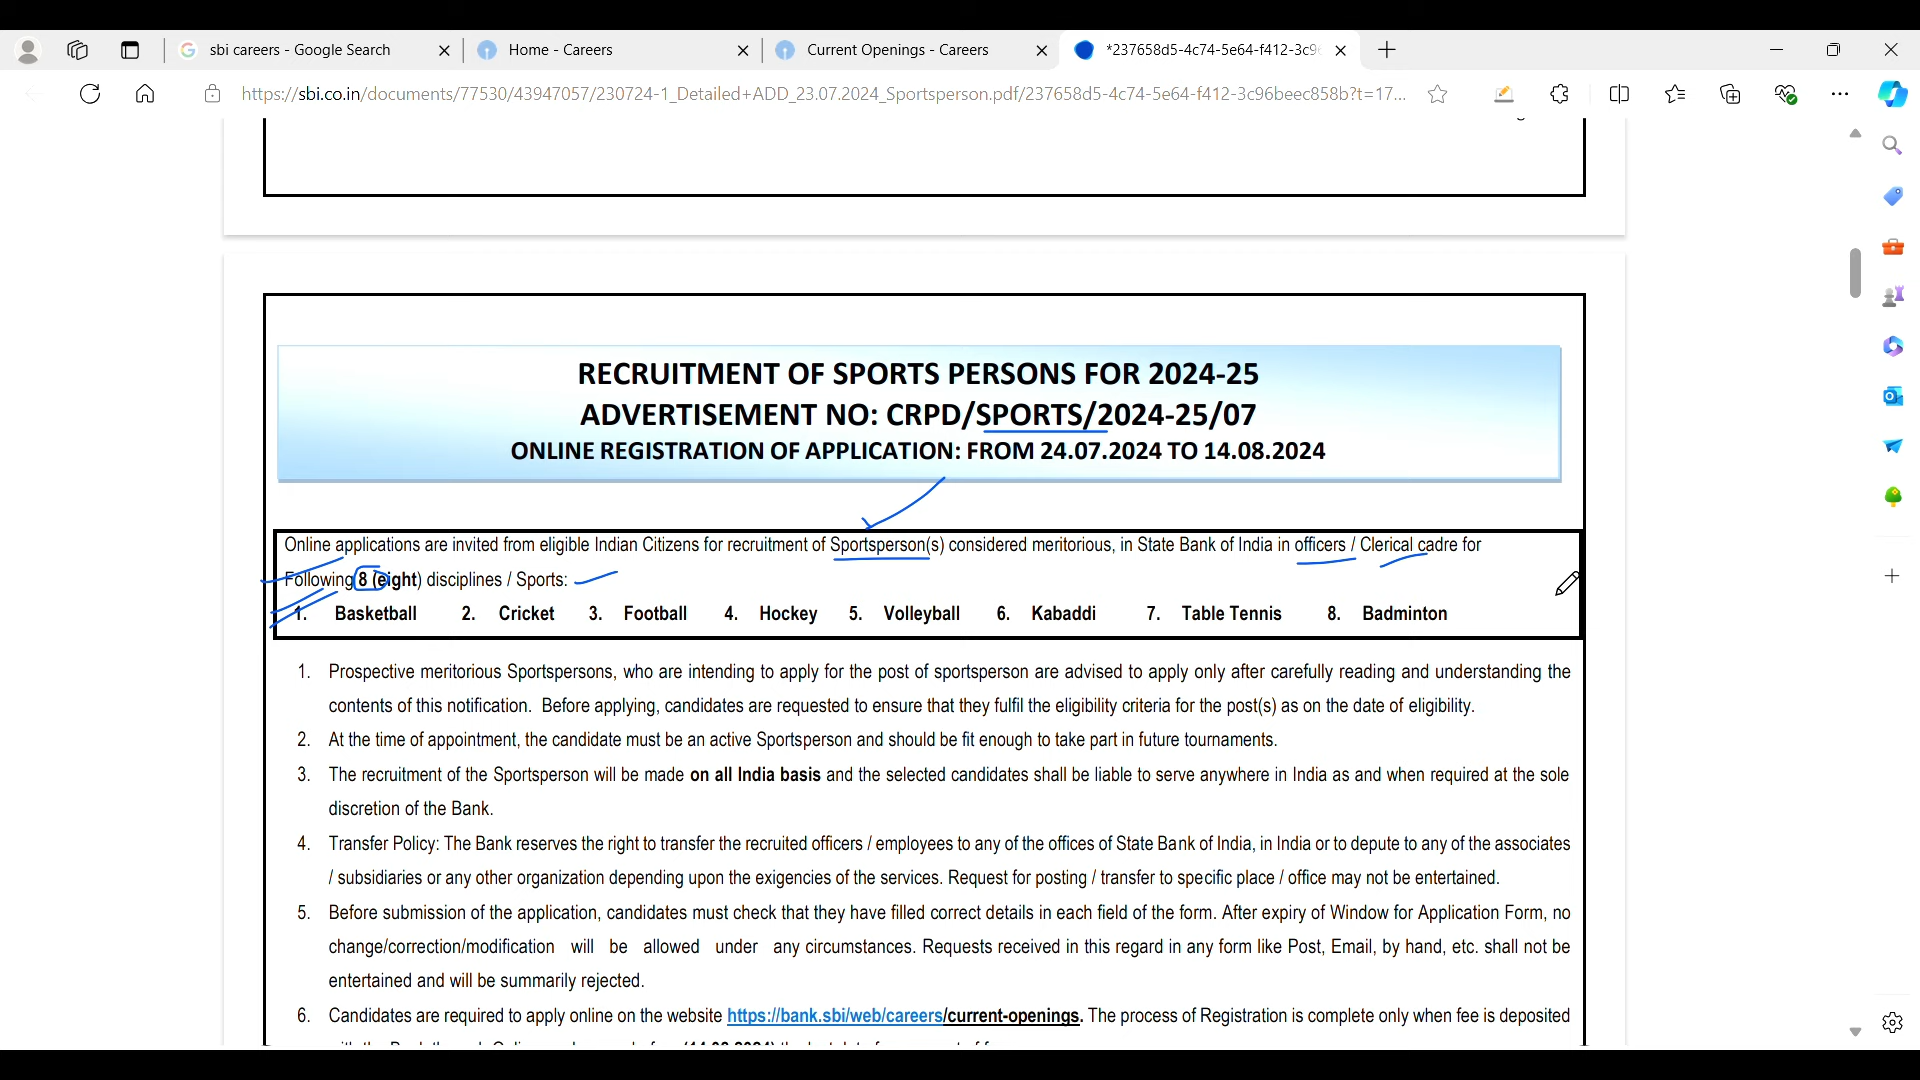 sbi careers - Google Search
Home - Careers
Current Openings - Careers
*237658d5-4c74-5e64-f412-3c9
https://sbi.co.in/documents/77530/43947057/230724-1_Detailed+ADD_23.07.2024_Sportsperson.pdf/237658d5-4c74-5e64-f412-3c96beec858b?t=17...
RECRUITMENT OF SPORTS PERSONS FOR 2024-25
ADVERTISEMENT NO: CRPD/SPORTS/2024-25/07
ONLINE REGISTRATION OF APPLICATION: FROM 24.07.2024 TO 14.08.2024
Online applications are invited from eligible Indian Citizens for recruitment of Sportsperson(s) considered meritorious, in State Bank of India in officers / Clerical cadre for
Following 8 (eight) disciplines / Sports:
1. Basketball 2. Cricket 3. Football 4. Hockey 5. Volleyball 6. Kabaddi 7. Table Tennis 8. Badminton
1. Prospective meritorious Sportspersons, who are intending to apply for the post of sportsperson are advised to apply only after carefully reading and understanding the
contents of this notification. Before applying, candidates are requested to ensure that they fulfil the eligibility criteria for the post(s) as on the date of eligibility.
2. At the time of appointment, the candidate must be an active Sportsperson and should be fit enough to take part in future tournaments.
3. The recruitment of the Sportsperson will be made on all India basis and the selected candidates shall be liable to serve anywhere in India as and when required at the sole
discretion of the Bank.
4. Transfer Policy: The Bank reserves the right to transfer the recruited officers / employees to any of the offices of State Bank of India, in India or to depute to any of the associates
/ subsidiaries or any other organization depending upon the exigencies of the services. Request for posting / transfer to specific place / office may not be entertained.
5. Before submission of the application, candidates must check that they have filled correct details in each field of the form. After expiry of Window for Application Form, no
change/correction/modification will be allowed under any circumstances. Requests received in this regard in any form like Post, Email, by hand, etc. shall not be
entertained and will be summarily rejected.
6. Candidates are required to apply online on the website https://bank.sbi/web/careers/current-openings. The process of Registration is complete only when fee is deposited